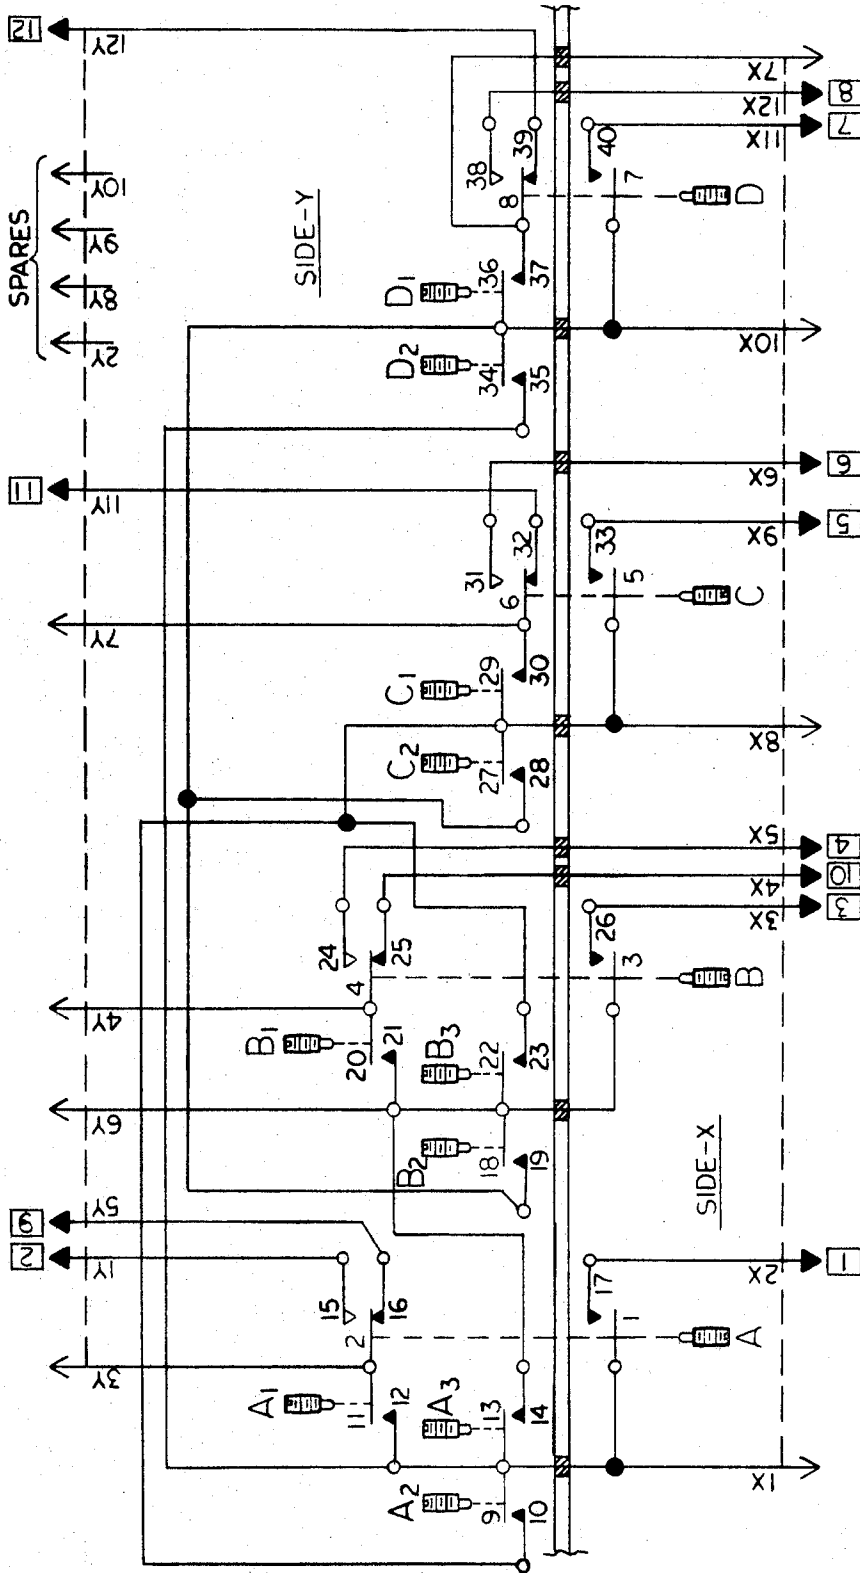 12
12Y
7X
12X
8
11X
7
SPARES
10Y
9Y
8Y
2Y
SIDE-Y
38
39
40
8
7
D
D1
36
37
D2
34
35
10X
11
11Y
6X
6
9X
5
31
32
33
6
5
C
7Y
C1
29
30
C2
27
28
8X
5X
4
4X
10
3X
3
24
25
26
4
3
B
4Y
B1
20
21
B3
22
23
6Y
B2
18
19
SIDE-X
5Y
9
1Y
2
2X
1
15
16
17
2
1
A
3Y
A1
11
12
A3
13
14
1X
A2
9
10